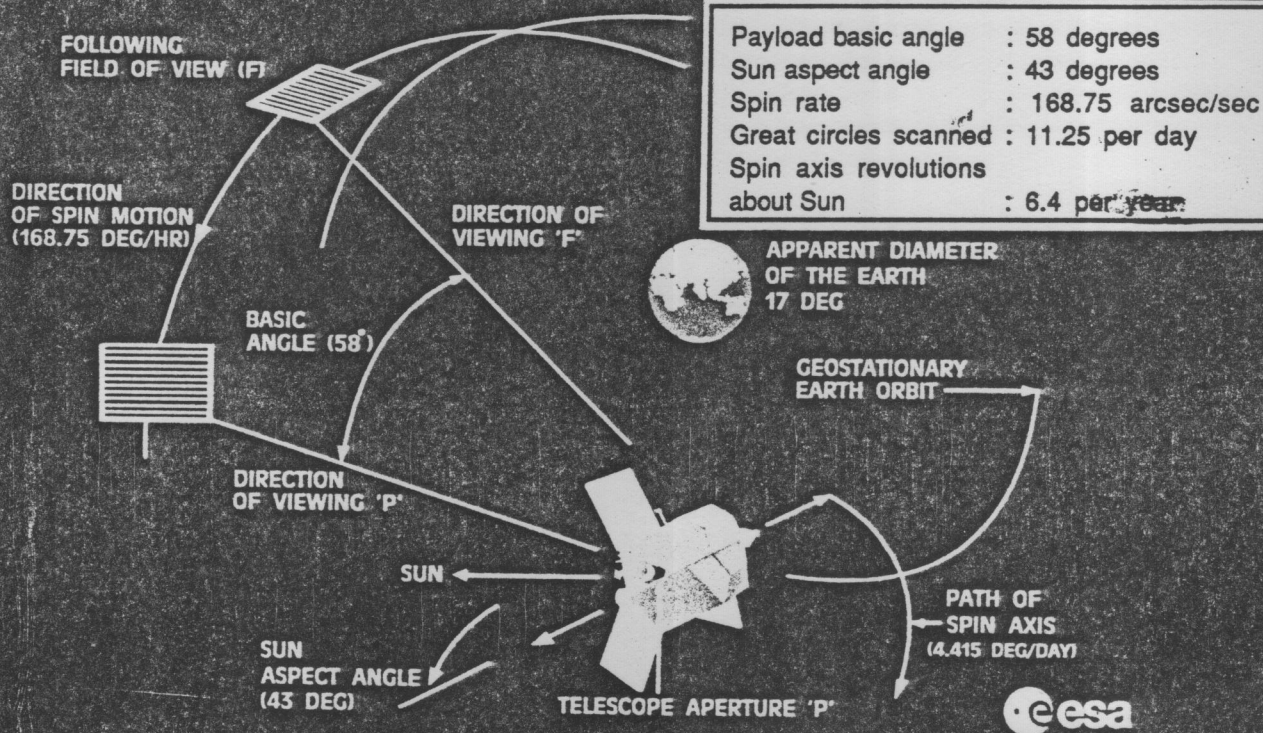 FOLLOWING
FIELD OF VIEW (F)
Payload basic angle : 58 degrees
Sun aspect angle : 43 degrees
Spin rate : 168.75 arcsec/sec
Great circles scanned : 11.25 per day
Spin axis revolutions
about Sun : 6.4 per year
DIRECTION
OF SPIN MOTION
(168.75 DEG/HR)
DIRECTION OF
VIEWING 'F'
APPARENT DIAMETER
OF THE EARTH
17 DEG
BASIC
ANGLE (58°)
GEOSTATIONARY
EARTH ORBIT
DIRECTION
OF VIEWING 'P'
SUN
PATH OF
SPIN AXIS
(4.415 DEG/DAY)
SUN
ASPECT ANGLE
(43 DEG)
TELESCOPE APERTURE 'P'
esa